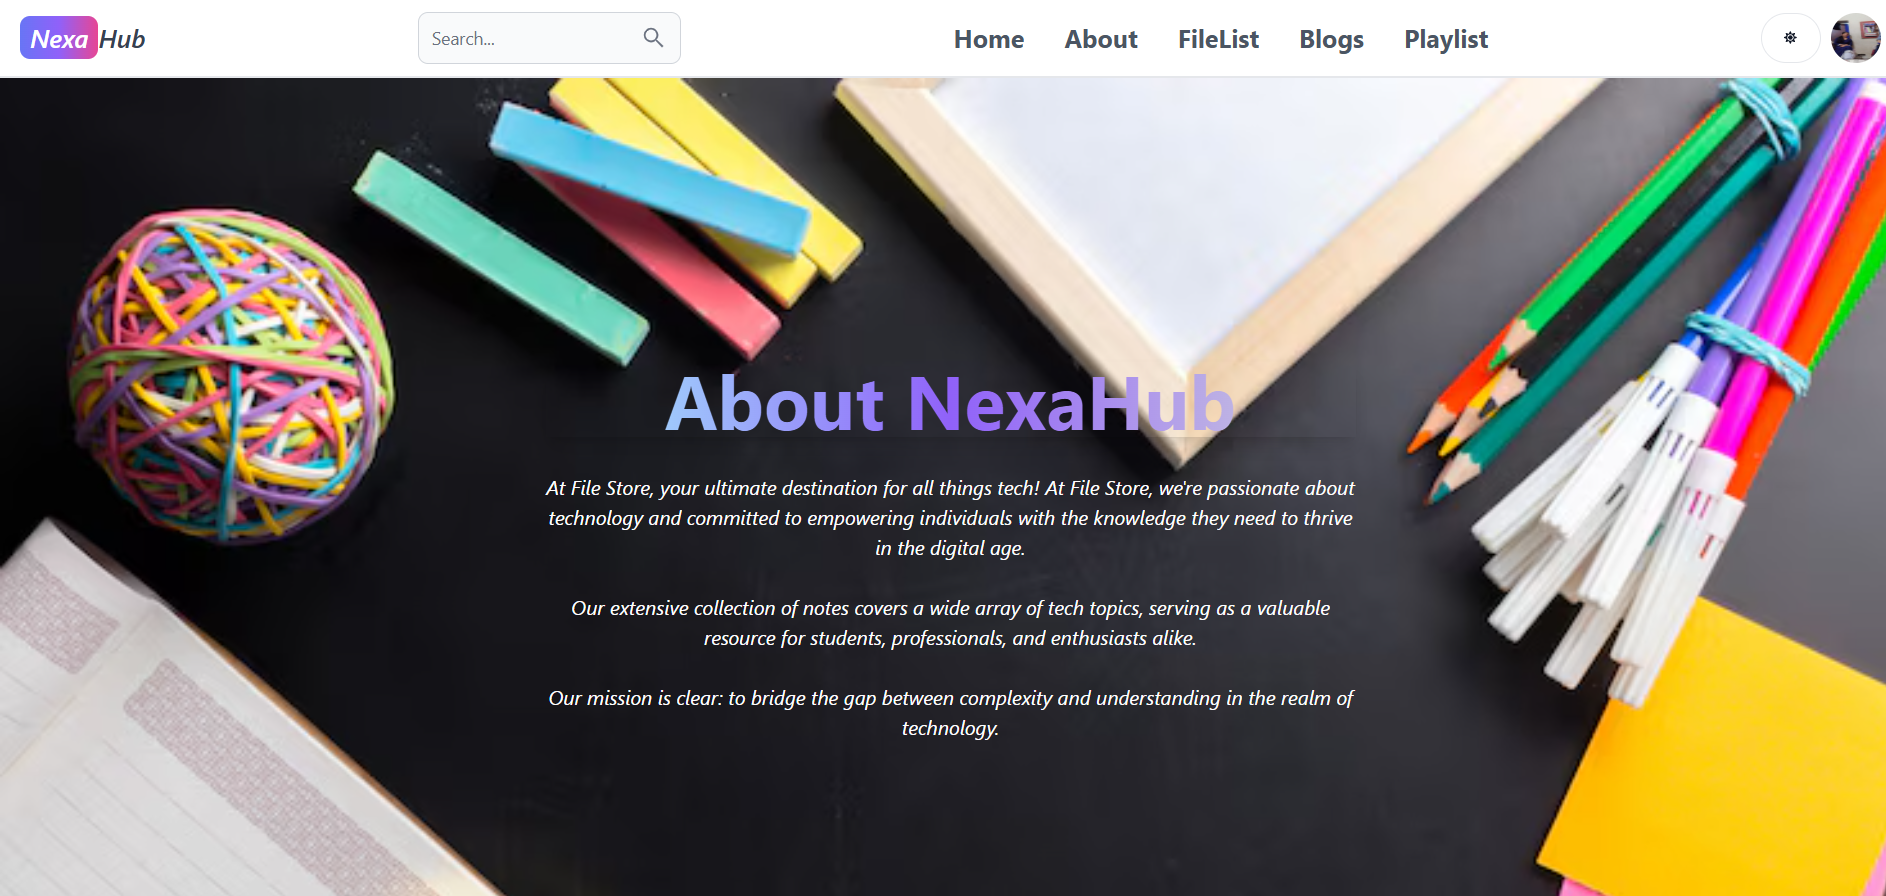 Nexa Hub
Search...
Home About FileList Blogs Playlist
About NexaHub
At File Store, your ultimate destination for all things tech! At File Store, we're passionate about
technology and committed to empowering individuals with the knowledge they need to thrive
in the digital age.
Our extensive collection of notes covers a wide array of tech topics, serving as a valuable
resource for students, professionals, and enthusiasts alike.
Our mission is clear: to bridge the gap between complexity and understanding in the realm of
technology.